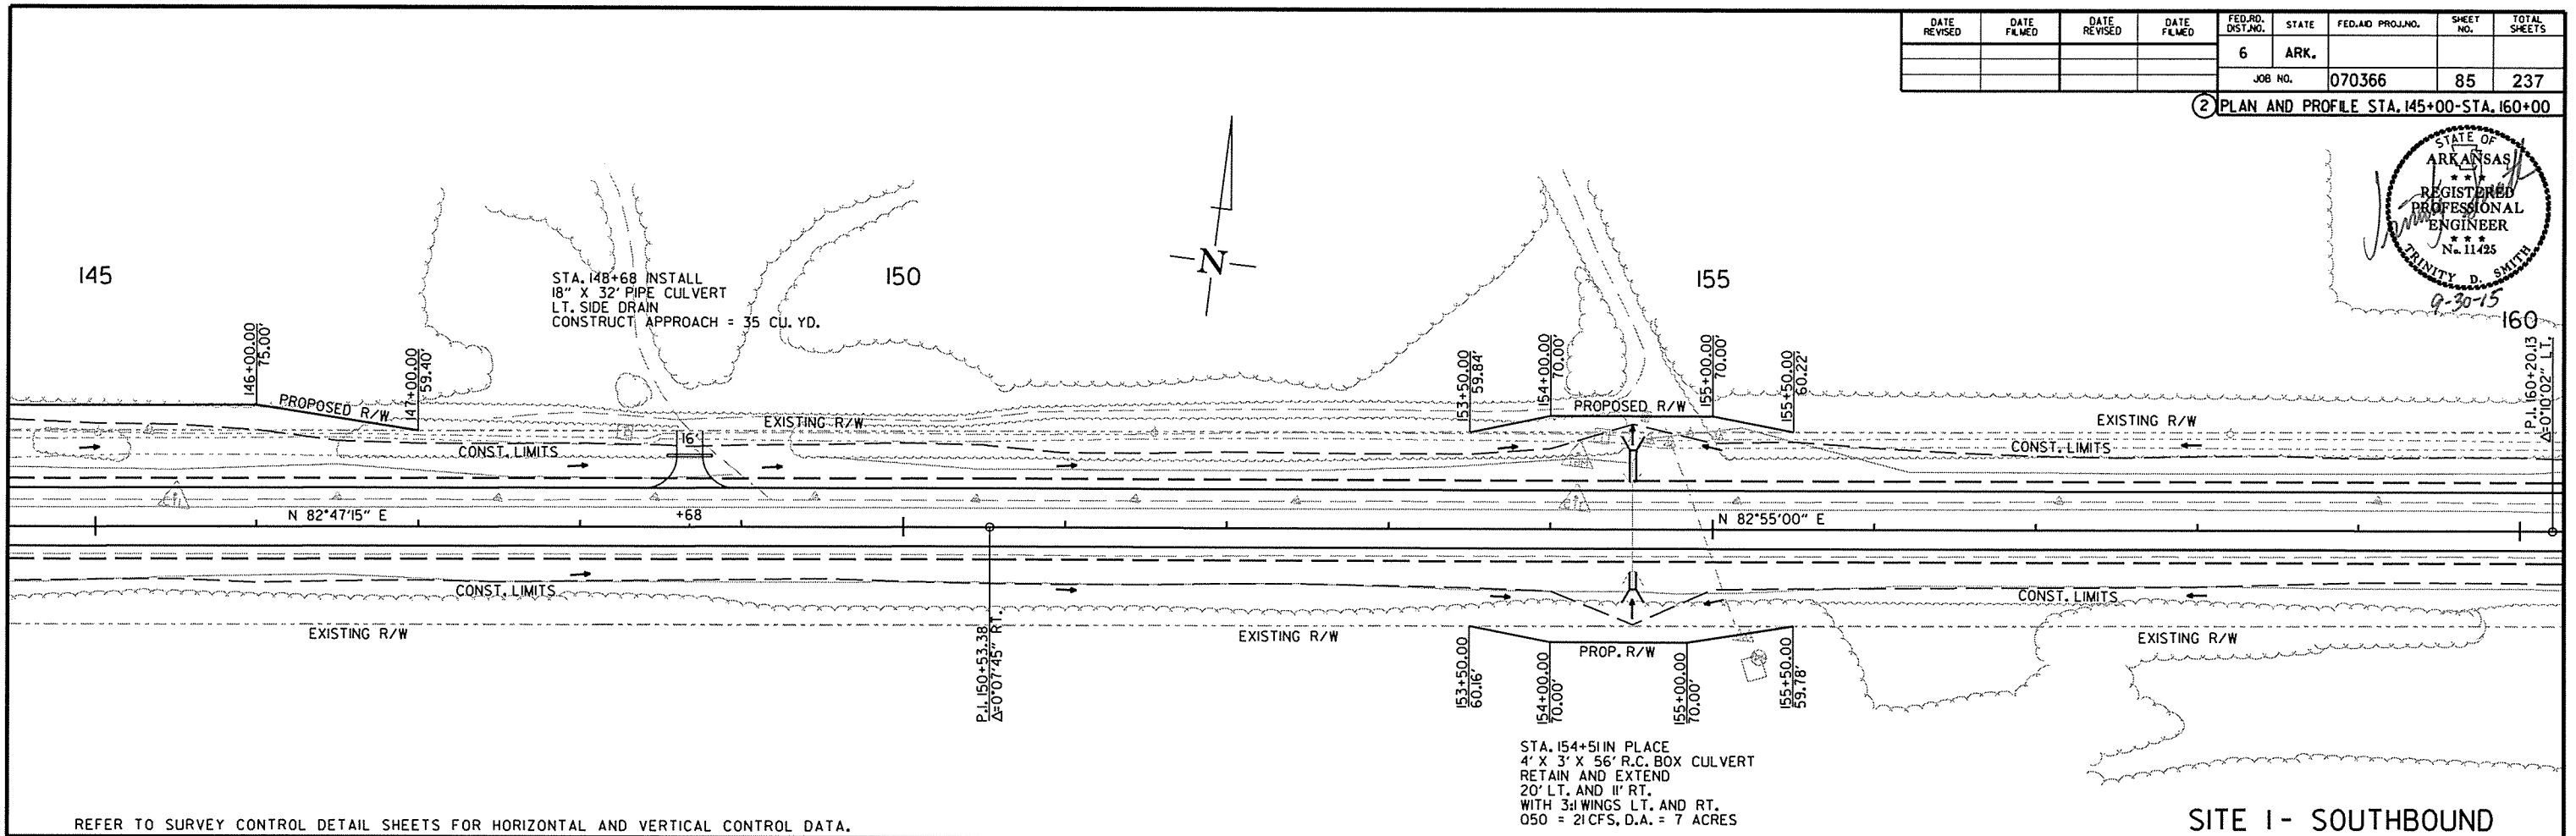 DATE REVISED
DATE FILMED
DATE REVISED
DATE FILMED
FED.RD. DIST.NO.
STATE
FED.AID PROJ.NO.
SHEET NO.
TOTAL SHEETS
6
ARK.
JOB NO.
070366
85
237
2 PLAN AND PROFILE STA. 145+00-STA. 160+00
STATE OF
ARKANSAS
★ ★ ★
REGISTERED
PROFESSIONAL
ENGINEER
★ ★ ★
No. 11425
TRINITY D. SMITH
9-30-15
145
150
155
160
N
STA. 148+68 INSTALL
18" X 32' PIPE CULVERT
LT. SIDE DRAIN
CONSTRUCT APPROACH = 35 CU. YD.
146+00.00
75.00'
PROPOSED R/W
147+00.00
59.40'
EXISTING R/W
16'
CONST. LIMITS
153+50.00
59.84'
154+00.00
70.00'
PROPOSED R/W
155+00.00
70.00'
155+50.00
60.22'
EXISTING R/W
CONST. LIMITS
P.I. 160+20.13
Δ=0°10'02" LT.
N 82°47'15" E
+68
N 82°55'00" E
CONST. LIMITS
CONST. LIMITS
EXISTING R/W
P.I. 150+53.38
Δ=0°07'45" RT.
EXISTING R/W
153+50.00
60.16'
154+00.00
70.00'
PROP. R/W
155+00.00
70.00'
155+50.00
59.78'
EXISTING R/W
STA. 154+51 IN PLACE
4' X 3' X 56' R.C. BOX CULVERT
RETAIN AND EXTEND
20' LT. AND 11' RT.
WITH 3:1 WINGS LT. AND RT.
Q50 = 21 CFS, D.A. = 7 ACRES
REFER TO SURVEY CONTROL DETAIL SHEETS FOR HORIZONTAL AND VERTICAL CONTROL DATA.
SITE 1 - SOUTHBOUND